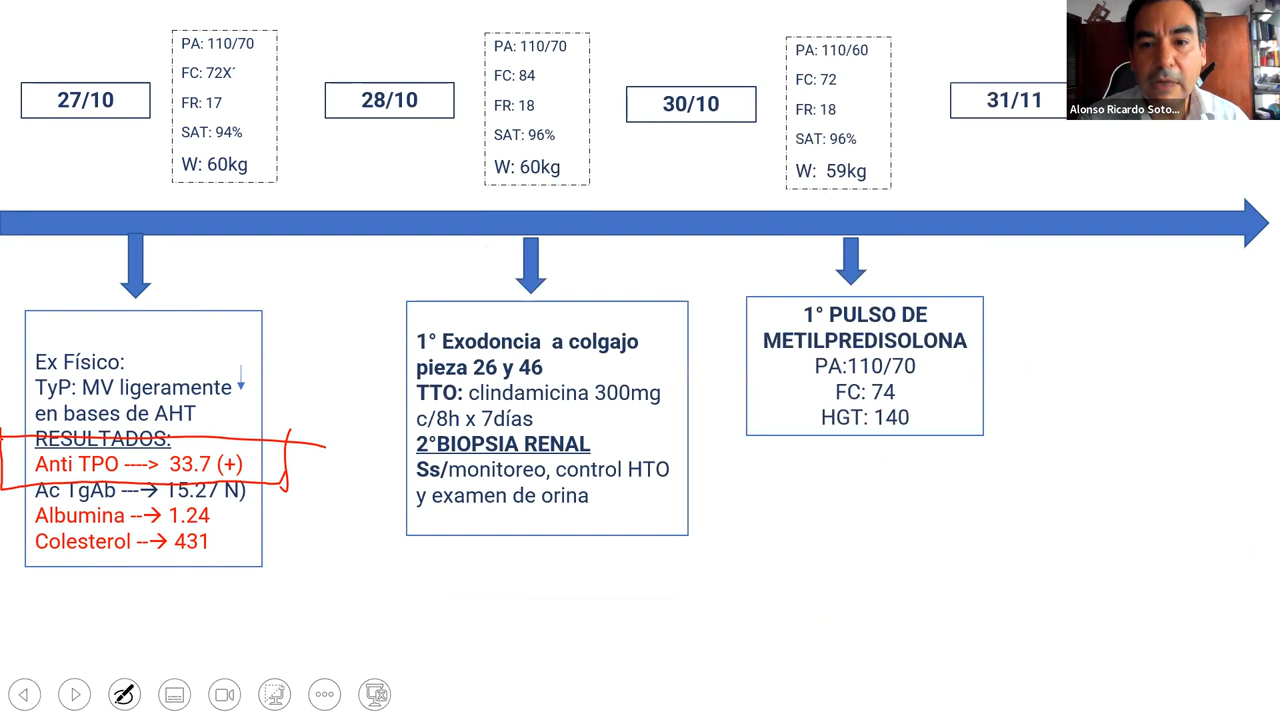 27/10
PA: 110/70
FC: 72X´
FR: 17
SAT: 94%
W: 60kg
28/10
PA: 110/70
FC: 84
FR: 18
SAT: 96%
W: 60kg
30/10
PA: 110/60
FC: 72
FR: 18
SAT: 96%
W: 59kg
31/11
Alonso Ricardo Soto...
Ex Físico:
TyP: MV ligeramente ↓
en bases de AHT
RESULTADOS:
Anti TPO ----> 33.7 (+)
Ac TgAb ---→ 15.27 N)
Albumina --→ 1.24
Colesterol --→ 431
1° Exodoncia a colgajo
pieza 26 y 46
TTO: clindamicina 300mg
c/8h x 7días
2°BIOPSIA RENAL
Ss/monitoreo, control HTO
y examen de orina
1° PULSO DE
METILPREDISOLONA
PA:110/70
FC: 74
HGT: 140